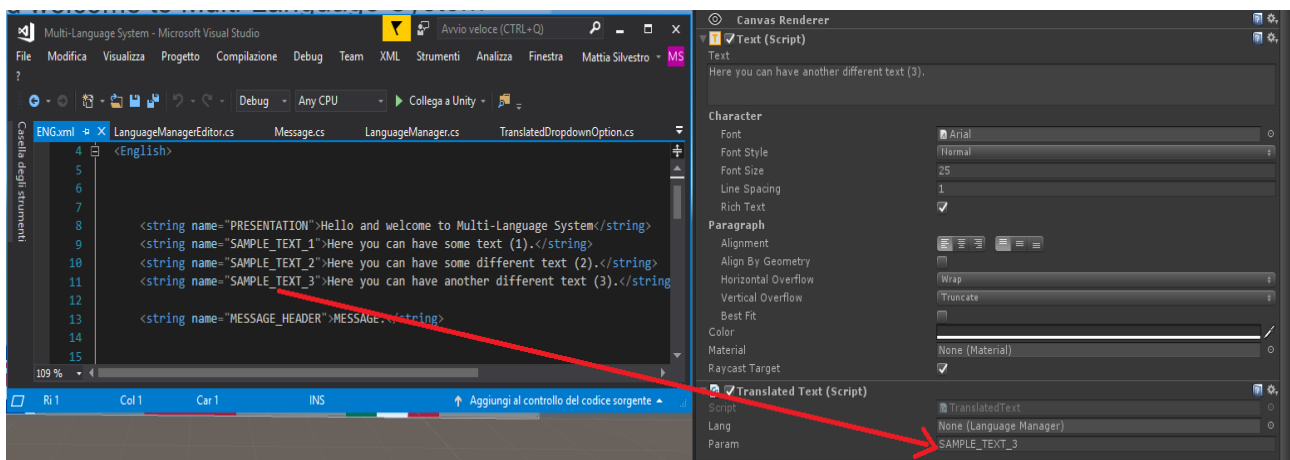 Multi-Language System - Microsoft Visual Studio
Avvio veloce (CTRL+Q)
File Modifica Visualizza Progetto Compilazione Debug Team XML Strumenti Analizza Finestra Mattia Silvestro MS
?
Debug Any CPU Collega a Unity
ENG.xml LanguageManagerEditor.cs Message.cs LanguageManager.cs TranslatedDropdownOption.cs
Casella degli strumenti
4 <English>
5
6
7
8 <string name="PRESENTATION">Hello and welcome to Multi-Language System</string>
9 <string name="SAMPLE_TEXT_1">Here you can have some text (1).</string>
10 <string name="SAMPLE_TEXT_2">Here you can have some different text (2).</string>
11 <string name="SAMPLE_TEXT_3">Here you can have another different text (3).</string
12
13 <string name="MESSAGE_HEADER">MESSAGE:</string>
14
15
109 %
Ri 1 Col 1 Car 1 INS Aggiungi al controllo del codice sorgente
Canvas Renderer
Text (Script)
Text
Here you can have another different text (3).
Character
Font Arial
Font Style Normal
Font Size 25
Line Spacing 1
Rich Text
Paragraph
Alignment
Align By Geometry
Horizontal Overflow Wrap
Vertical Overflow Truncate
Best Fit
Color
Material None (Material)
Raycast Target
Translated Text (Script)
Script TranslatedText
Lang None (Language Manager)
Param SAMPLE_TEXT_3